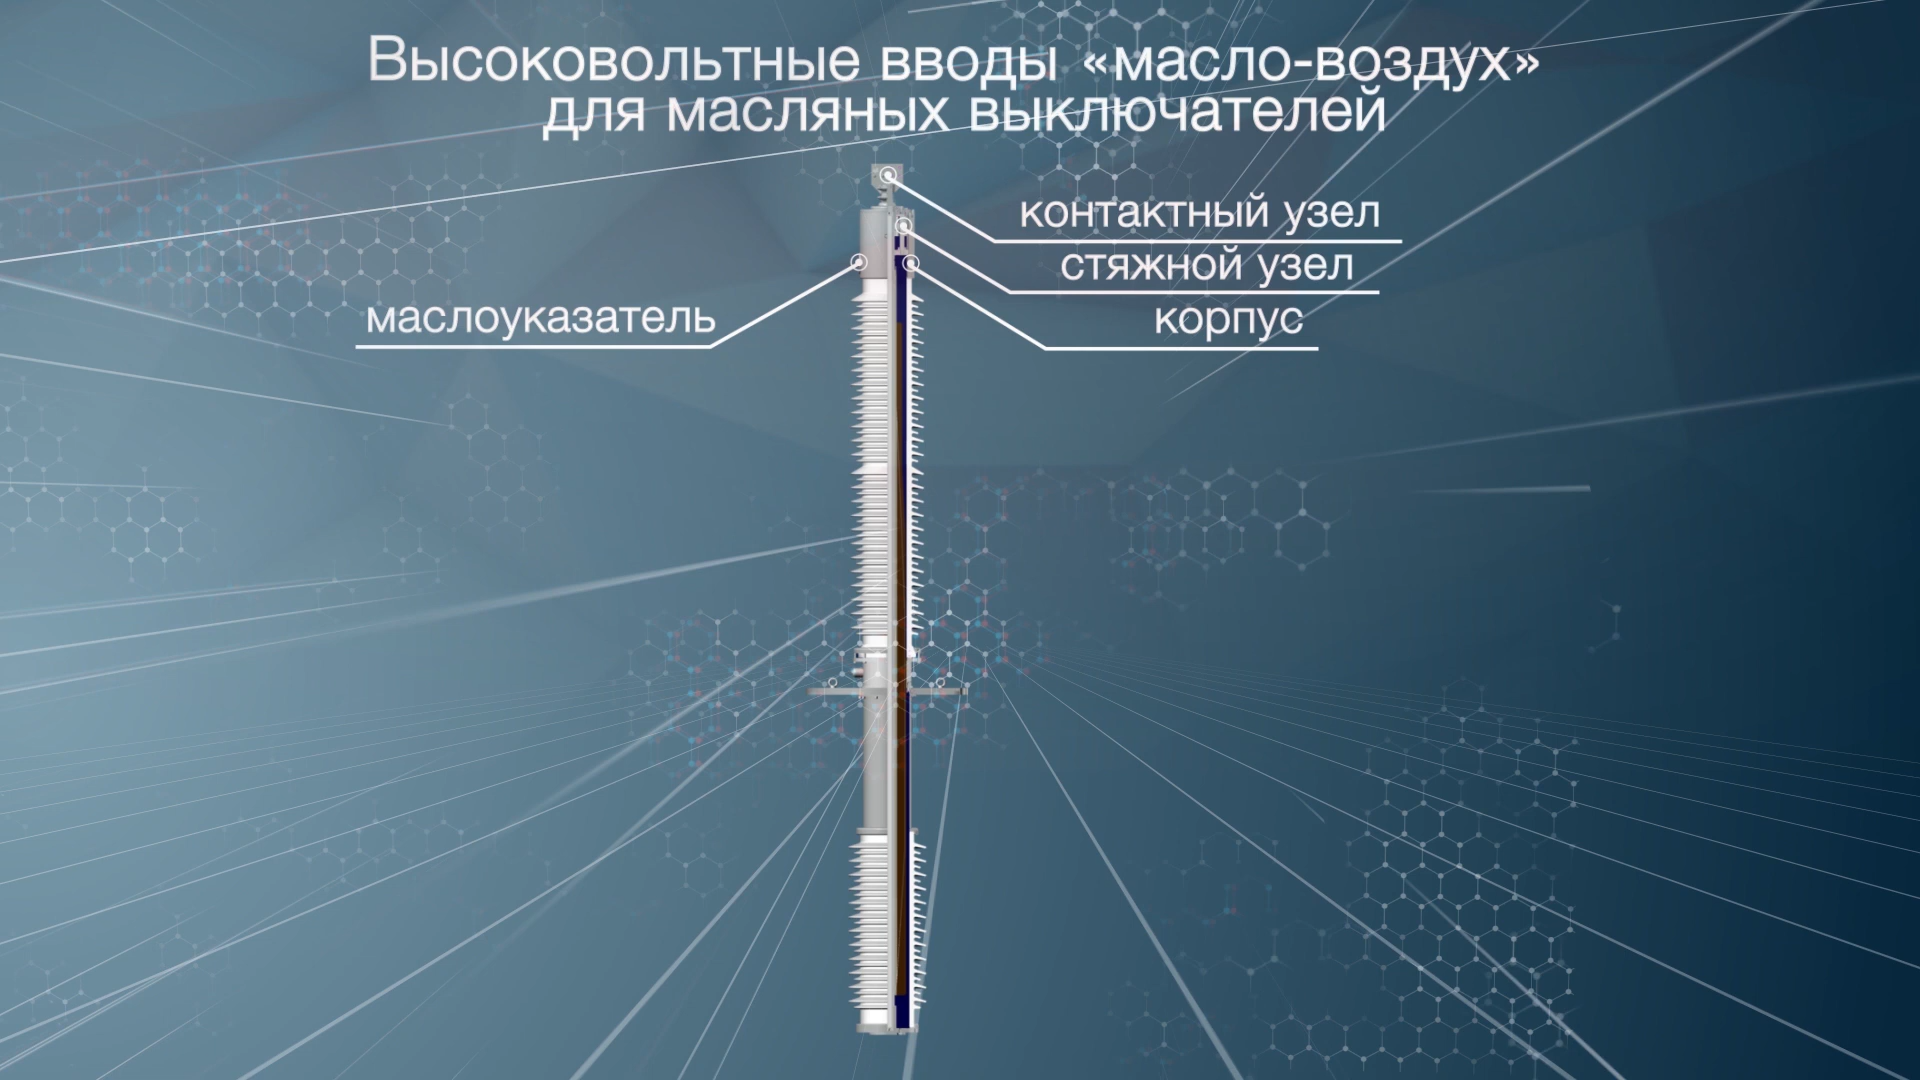 Высоковольтные вводы «масло-воздух»
для масляных выключателей
контактный узел
стяжной узел
маслоуказатель
корпус